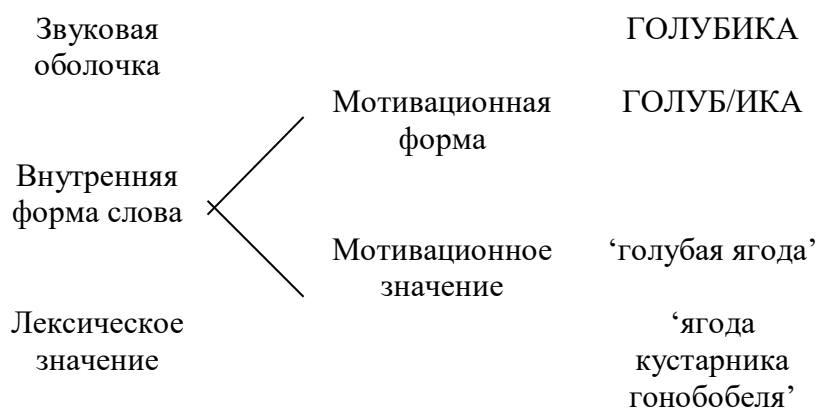 Звуковая ГОЛУБИКА
оболочка
Мотивационная ГОЛУБ/ИКА
форма
Внутренняя
форма слова
Мотивационное ‘голубая ягода’
значение
Лексическое ‘ягода
значение кустарника
гонобобеля’